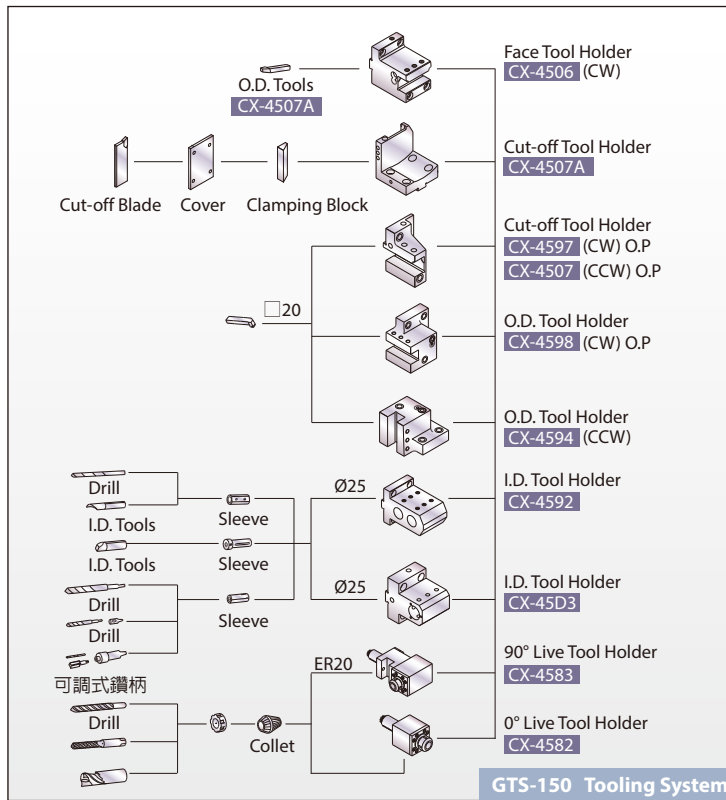 Face Tool Holder
CX-4506 (CW)
O.D. Tools
CX-4507A
Cut-off Tool Holder
CX-4507A
Cut-off Blade
Cover
Clamping Block
Cut-off Tool Holder
CX-4597 (CW) O.P
CX-4507 (CCW) O.P
□20
O.D. Tool Holder
CX-4598 (CW) O.P
O.D. Tool Holder
CX-4594 (CCW)
Drill
I.D. Tools
Sleeve
Ø25
I.D. Tool Holder
CX-4592
I.D. Tools
Sleeve
Drill
Drill
Sleeve
Ø25
I.D. Tool Holder
CX-45D3
可調式鑽柄
ER20
90° Live Tool Holder
CX-4583
Drill
Collet
0° Live Tool Holder
CX-4582
GTS-150 Tooling System